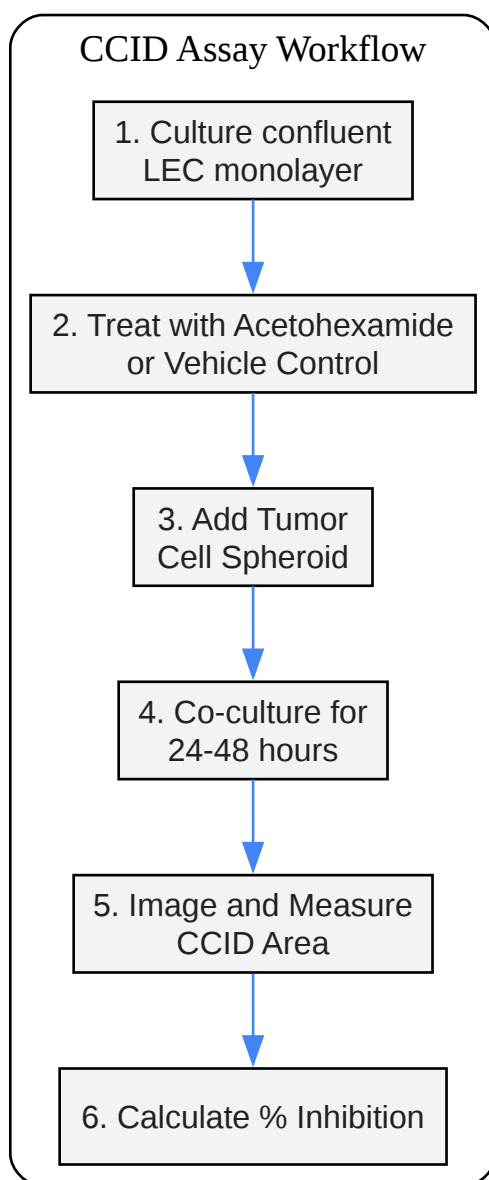 CCID Assay Workflow
1. Culture confluent
LEC monolayer
2. Treat with Acetohexamide
or Vehicle Control
3. Add Tumor
Cell Spheroid
4. Co-culture for
24-48 hours
5. Image and Measure
CCID Area
6. Calculate % Inhibition